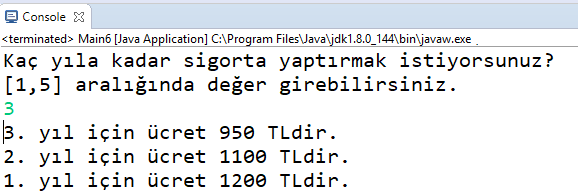 Console
<terminated> Main6 [Java Application] C:\Program Files\Java\jdk1.8.0_144\bin\javaw.exe
Kaç yıla kadar sigorta yaptırmak istiyorsunuz?
[1,5] aralığında değer girebilirsiniz.
3
3. yıl için ücret 950 TLdir.
2. yıl için ücret 1100 TLdir.
1. yıl için ücret 1200 TLdir.